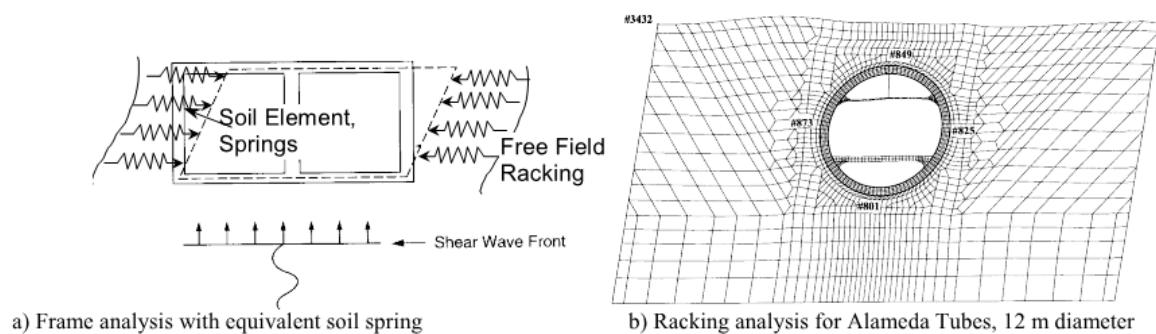 Soil Element,
Springs
Free Field
Racking
Shear Wave Front
a) Frame analysis with equivalent soil spring
#3432
#849
#873
#825
#801
b) Racking analysis for Alameda Tubes, 12 m diameter